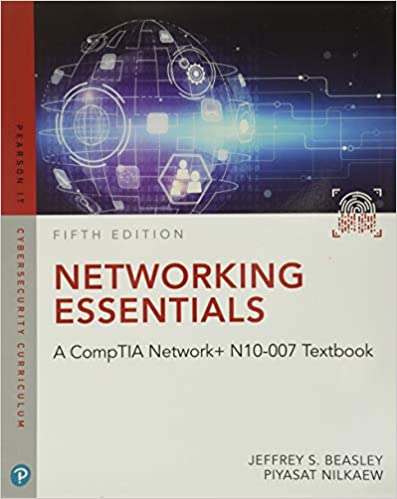 FIFTH EDITION
NETWORKING
ESSENTIALS
A CompTIA Network+ N10-007 Textbook
JEFFREY S. BEASLEY
PIYASAT NILKAEW
PEARSON IT
CYBERSECURITY CURRICULUM
P